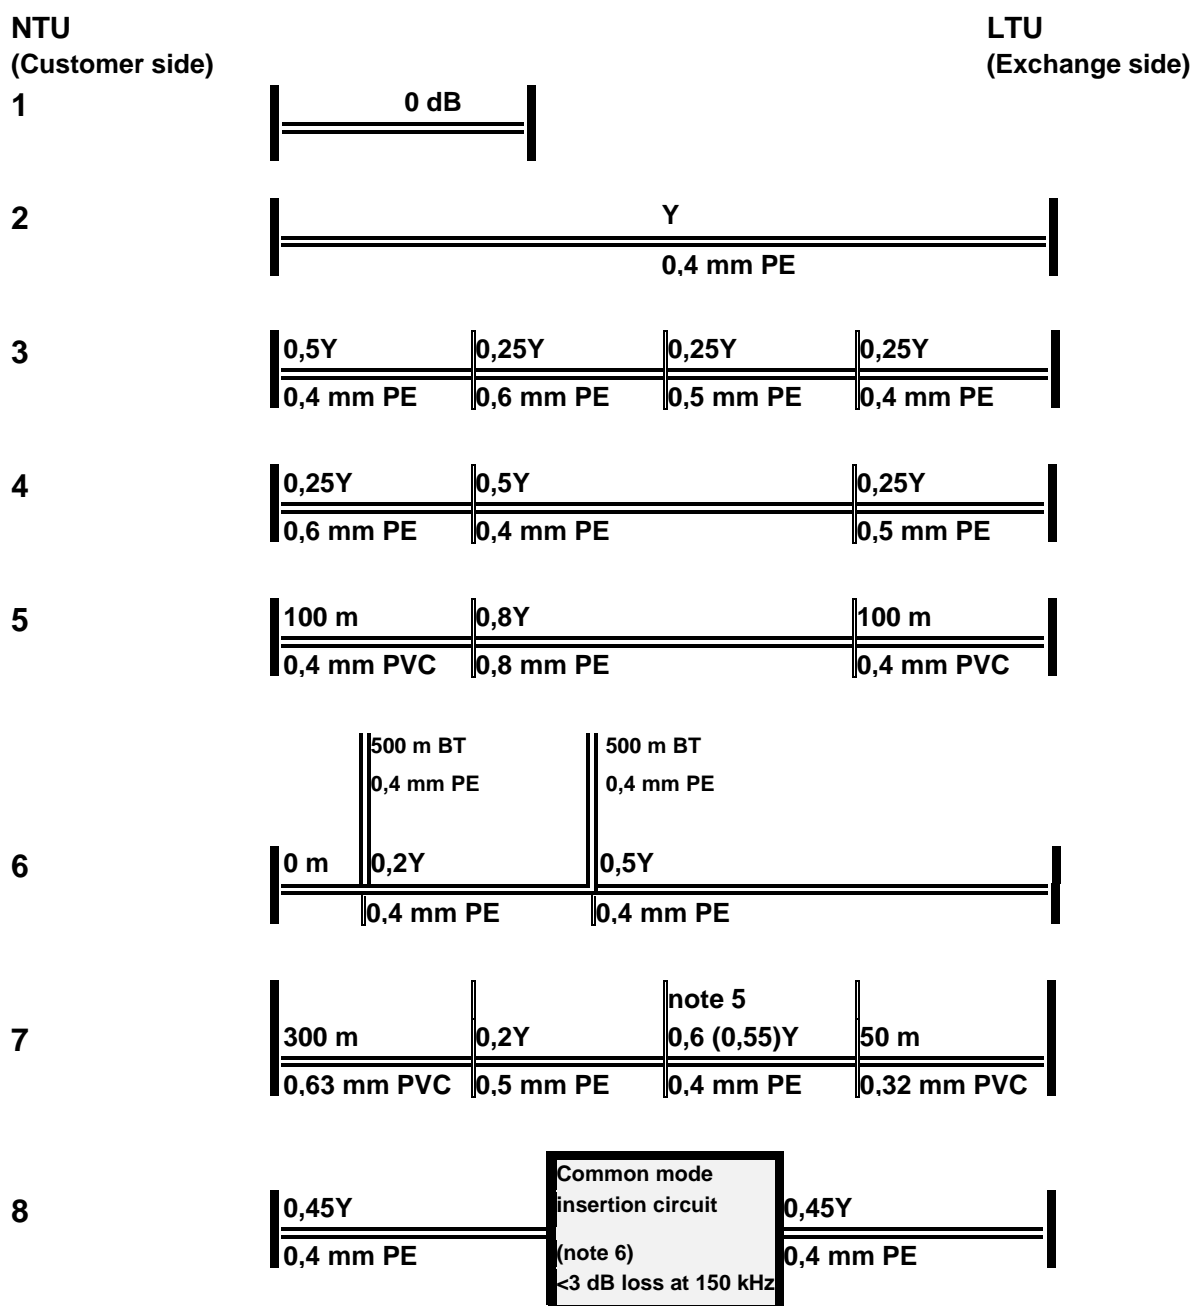 NTU LTU
(Customer side) (Exchange side)
1 0 dB
2 Y
0,4 mm PE
3 0,5Y 0,25Y 0,25Y 0,25Y
0,4 mm PE 0,6 mm PE 0,5 mm PE 0,4 mm PE
4 0,25Y 0,5Y 0,25Y
0,6 mm PE 0,4 mm PE 0,5 mm PE
5 100 m 0,8Y 100 m
0,4 mm PVC 0,8 mm PE 0,4 mm PVC
500 m BT 500 m BT
0,4 mm PE 0,4 mm PE
6 0 m 0,2Y 0,5Y
0,4 mm PE 0,4 mm PE
note 5
7 300 m 0,2Y 0,6 (0,55)Y 50 m
0,63 mm PVC 0,5 mm PE 0,4 mm PE 0,32 mm PVC
Common mode
8 0,45Y insertion circuit 0,45Y
0,4 mm PE (note 6) 0,4 mm PE
<3 dB loss at 150 kHz